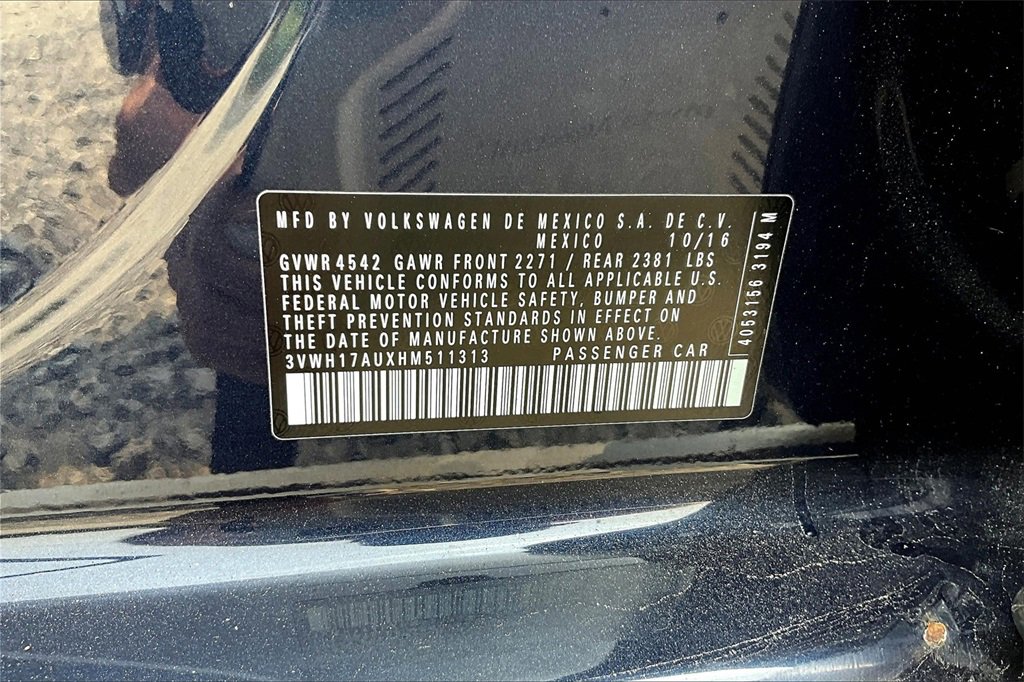 MFD BY VOLKSWAGEN DE MEXICO S.A. DE C.V.
MEXICO 10/16
GVWR 4542 GAWR FRONT 2271 / REAR 2381 LBS
THIS VEHICLE CONFORMS TO ALL APPLICABLE U.S.
FEDERAL MOTOR VEHICLE SAFETY, BUMPER AND
THEFT PREVENTION STANDARDS IN EFFECT ON
THE DATE OF MANUFACTURE SHOWN ABOVE.
3VWH17AUXHM511313 PASSENGER CAR
4053156 3194 M